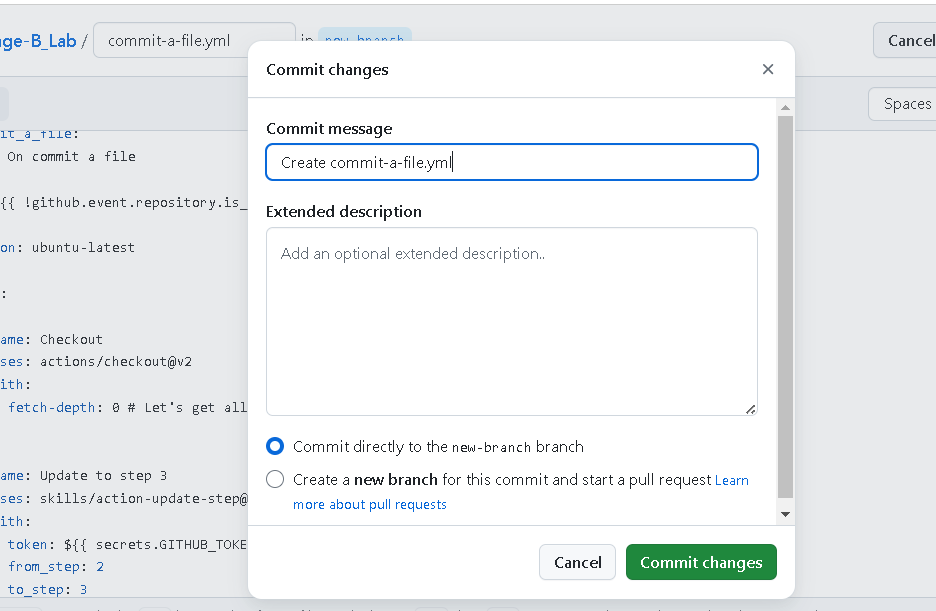 ge-B_Lab / commit-a-file.yml in new_branch Cancel
Spaces
Commit changes
Commit message
Create commit-a-file.yml
Extended description
Add an optional extended description..
Commit directly to the new-branch branch
Create a new branch for this commit and start a pull request Learn
more about pull requests
Cancel Commit changes
it_a_file:
On commit a file
{{ !github.event.repository.is_
on: ubuntu-latest
:
ame: Checkout
ses: actions/checkout@v2
ith:
fetch-depth: 0 # Let's get all
ame: Update to step 3
ses: skills/action-update-step@
ith:
token: ${{ secrets.GITHUB_TOKE
from_step: 2
to_step: 3